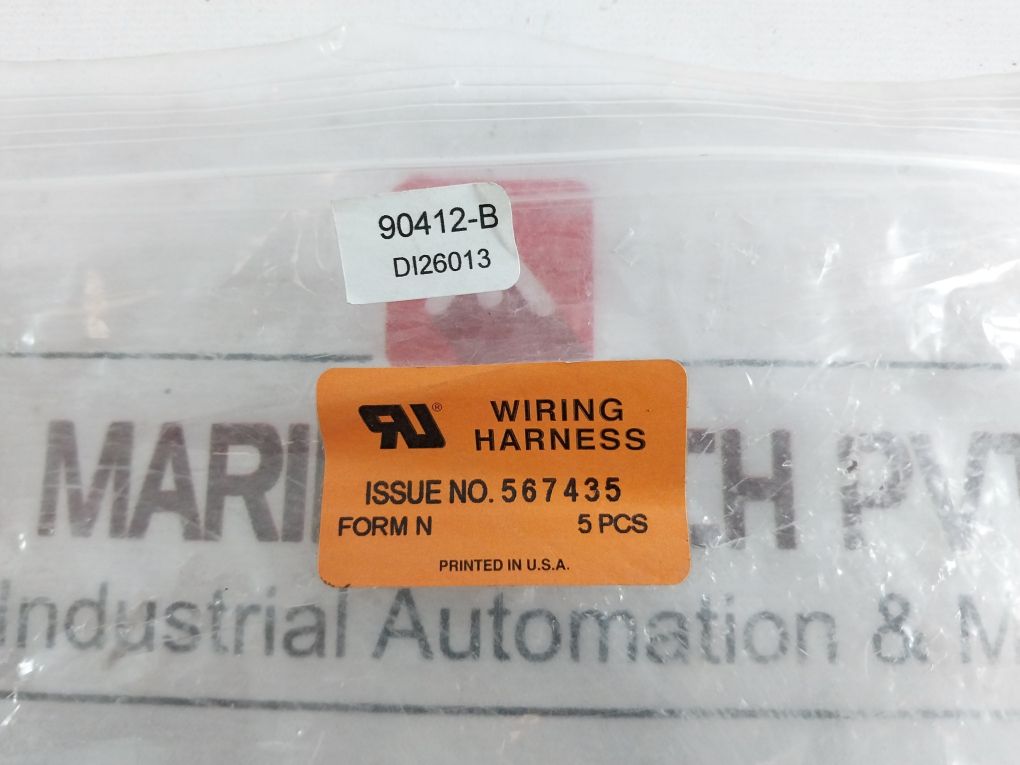 90412-B
DI26013
®
WIRING
HARNESS
ISSUE NO. 567435
FORM N 5 PCS
PRINTED IN U.S.A.
Industrial Automation &